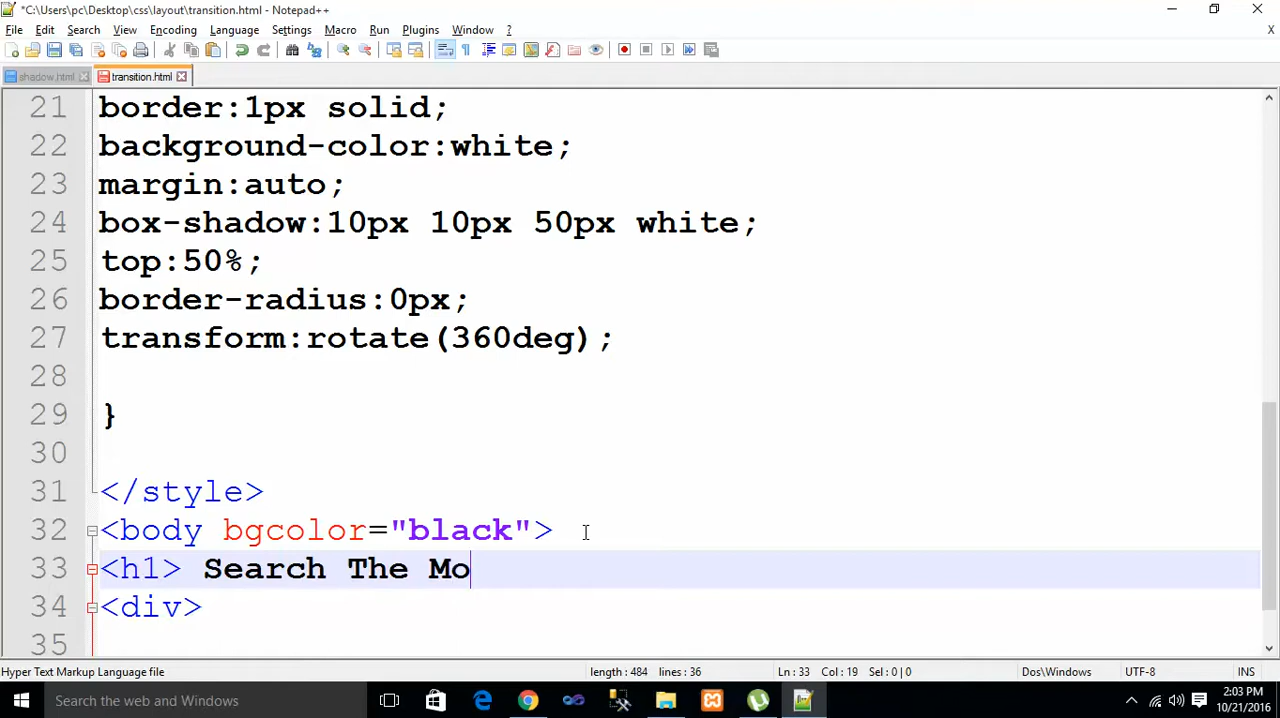 *C:\Users\pc\Desktop\css\layout\transition.html - Notepad++
File Edit Search View Encoding Language Settings Macro Run Plugins Window ? X
shadow.html transition.html
21 border:1px solid;
22 background-color:white;
23 margin:auto;
24 box-shadow:10px 10px 50px white;
25 top:50%;
26 border-radius:0px;
27 transform:rotate(360deg);
28
29 }
30
31 </style>
32 <body bgcolor="black">
33 <h1> Search The Mo
34 <div>
35
Hyper Text Markup Language file length : 484 lines : 36 Ln : 33 Col : 19 Sel : 0 | 0 Dos\Windows UTF-8 INS
Search the web and Windows 2:03 PM
10/21/2016